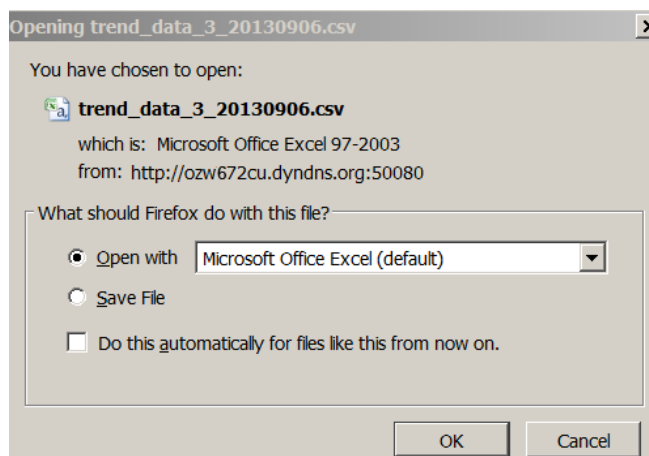 Opening trend_data_3_20130906.csv
You have chosen to open:
trend_data_3_20130906.csv
which is: Microsoft Office Excel 97-2003
from: http://ozw672cu.dyndns.org:50080
What should Firefox do with this file?
Open with Microsoft Office Excel (default)
Save File
Do this automatically for files like this from now on.
OK Cancel